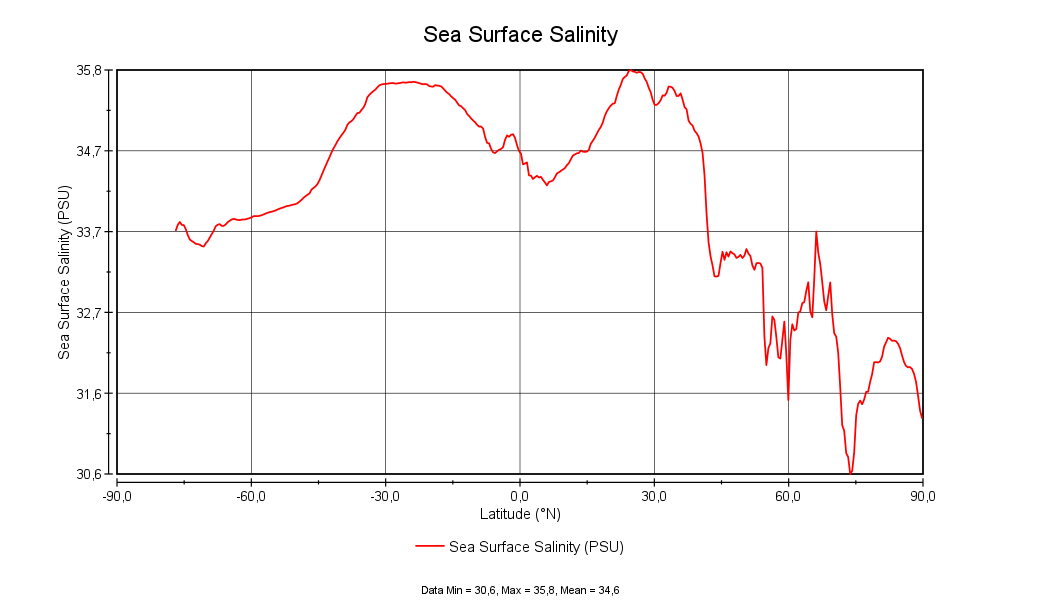 Sea Surface Salinity
Sea Surface Salinity (PSU)
35,8
34,7
33,7
32,7
31,6
30,6
-90,0 -60,0 -30,0 0,0 30,0 60,0 90,0
Latitude (°N)
Sea Surface Salinity (PSU)
Data Min = 30,6, Max = 35,8, Mean = 34,6